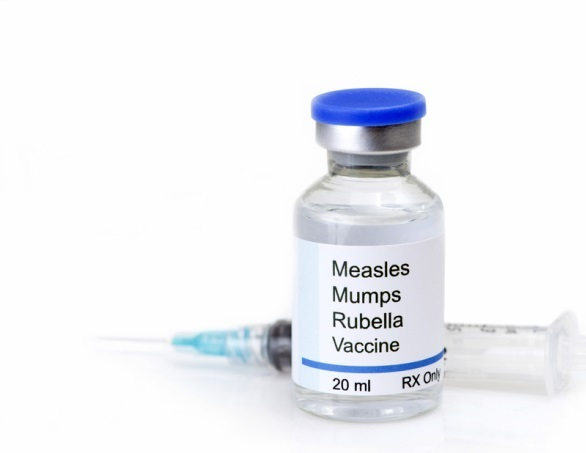 Measles
Mumps
Rubella
Vaccine
20 ml RX Only